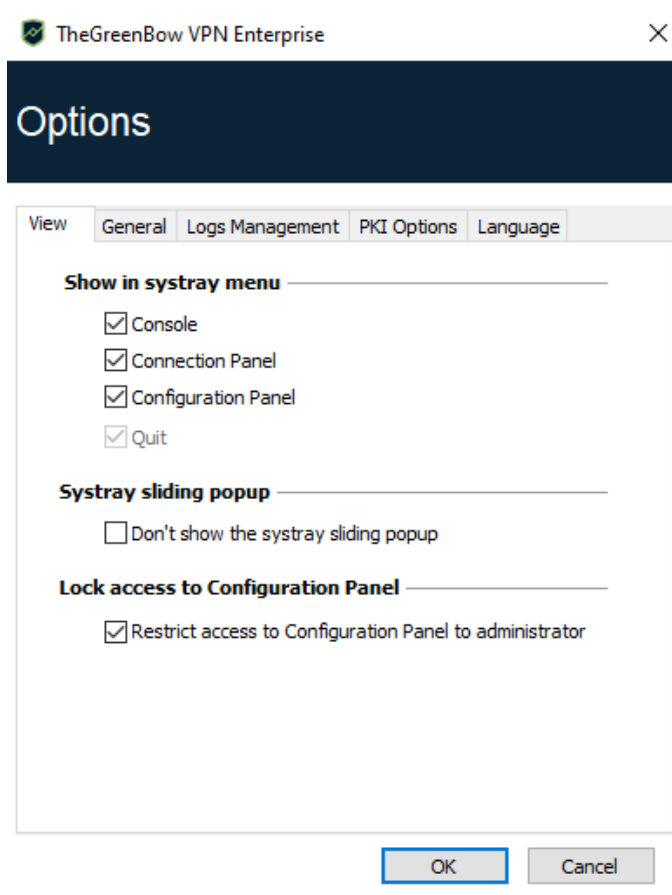 TheGreenBow VPN Enterprise
Options
View General Logs Management PKI Options Language
Show in systray menu
Console
Connection Panel
Configuration Panel
Quit
Systray sliding popup
Don't show the systray sliding popup
Lock access to Configuration Panel
Restrict access to Configuration Panel to administrator
OK Cancel